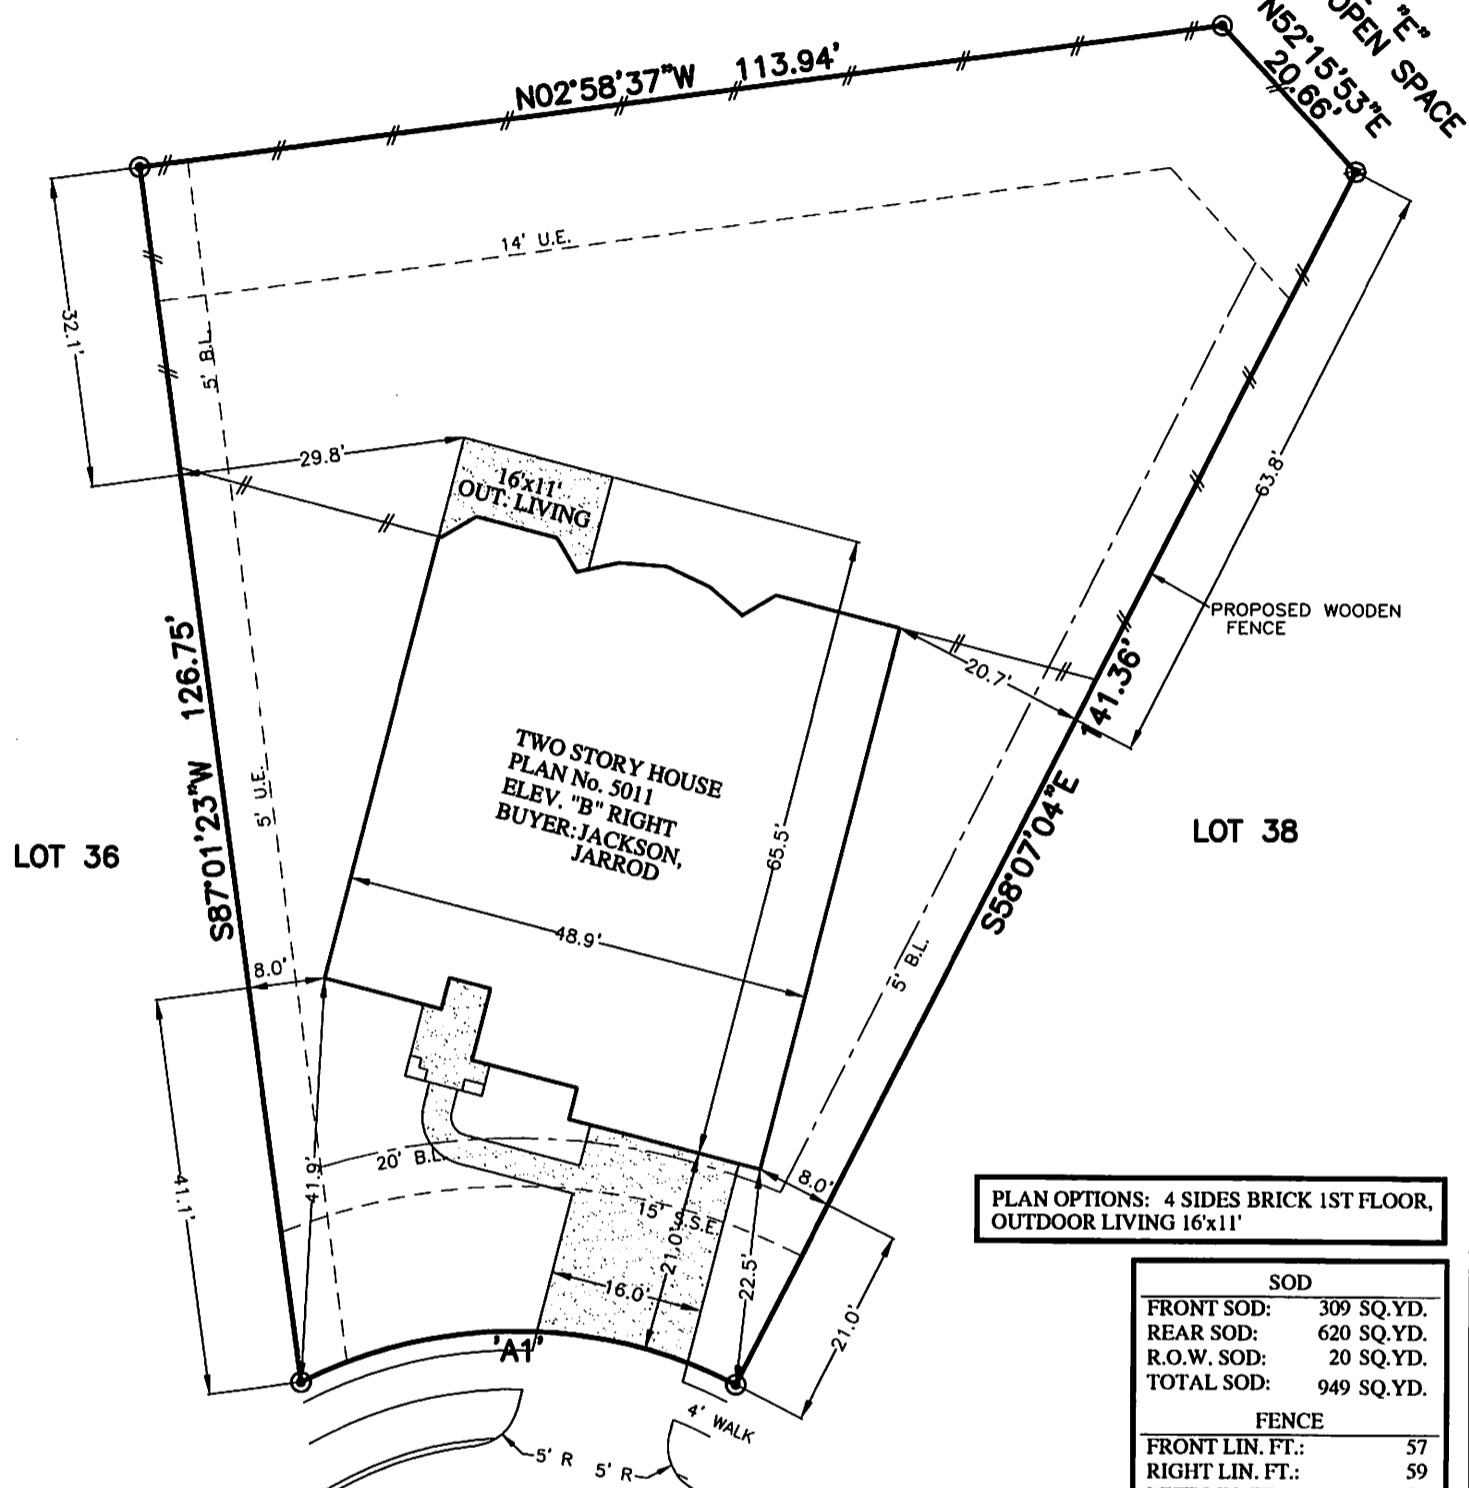 "E"
OPEN SPACE
N52°15'53"E
20.66'
N02°58'37"W 113.94'
14' U.E.
32.1'
5' B.L.
29.8'
16'x11'
OUT. LIVING
63.8'
PROPOSED WOODEN
FENCE
20.7'
141.36'
S58°07'04"E
S87°01'23"W 126.75'
5' U.E.
TWO STORY HOUSE
PLAN No. 5011
ELEV. "B" RIGHT
BUYER: JACKSON,
JARROD
65.5'
LOT 36
LOT 38
48.9'
5' B.L.
8.0'
41.1'
41.9'
20' B.L.
8.0'
15' S.S.E.
21.0'
16.0'
22.5'
21.0'
'A1'
4' WALK
5' R 5' R
PLAN OPTIONS: 4 SIDES BRICK 1ST FLOOR,
OUTDOOR LIVING 16'x11'
SOD
FRONT SOD: 309 SQ.YD.
REAR SOD: 620 SQ.YD.
R.O.W. SOD: 20 SQ.YD.
TOTAL SOD: 949 SQ.YD.
FENCE
FRONT LIN. FT.: 57
RIGHT LIN. FT.: 59